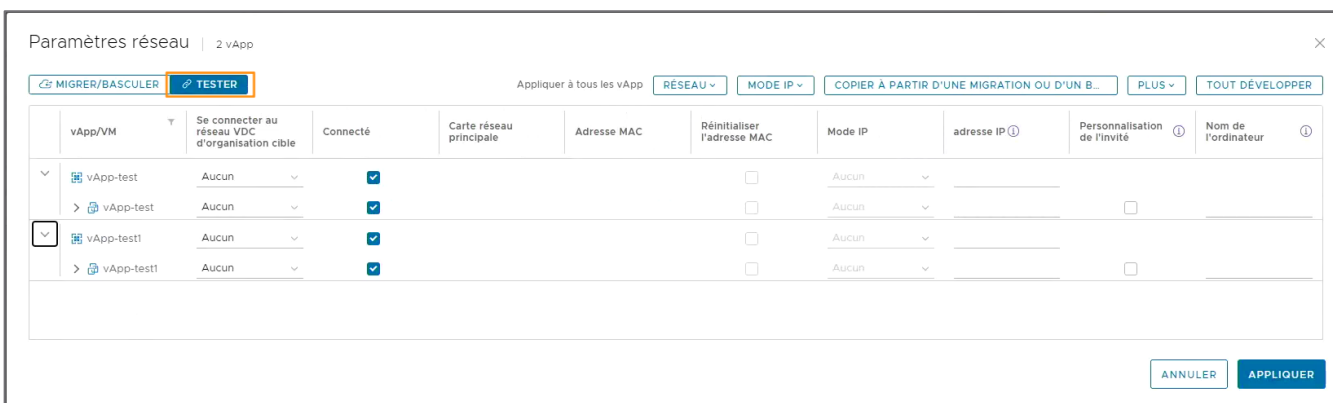 Paramètres réseau | 2 vApp
MIGRER/BASCULER TESTER Appliquer à tous les vApp RÉSEAU MODE IP COPIER À PARTIR D'UNE MIGRATION OU D'UN B... PLUS TOUT DÉVELOPPER
vApp/VM
Se connecter au
réseau VDC
d'organisation cible
Connecté
Carte réseau
principale
Adresse MAC
Réinitialiser
l'adresse MAC
Mode IP
adresse IP
Personnalisation
de l'invité
Nom de
l'ordinateur
vApp-test Aucun Aucun
vApp-test Aucun Aucun
vApp-test1 Aucun Aucun
vApp-test1 Aucun Aucun
ANNULER APPLIQUER